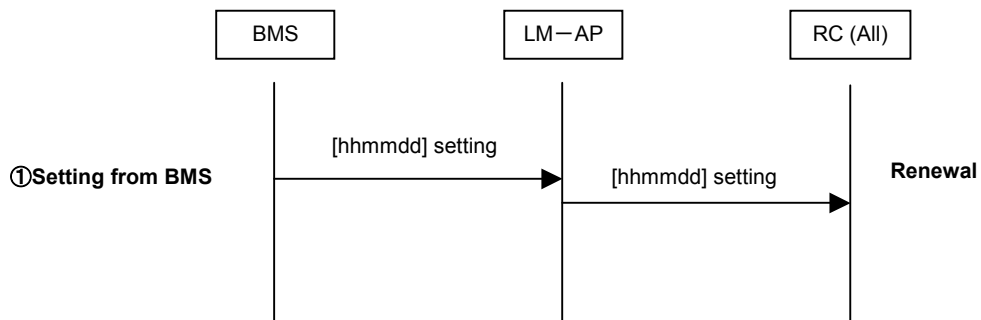 BMS
LM－AP
RC (All)
[hhmmdd] setting
①Setting from BMS
[hhmmdd] setting
Renewal